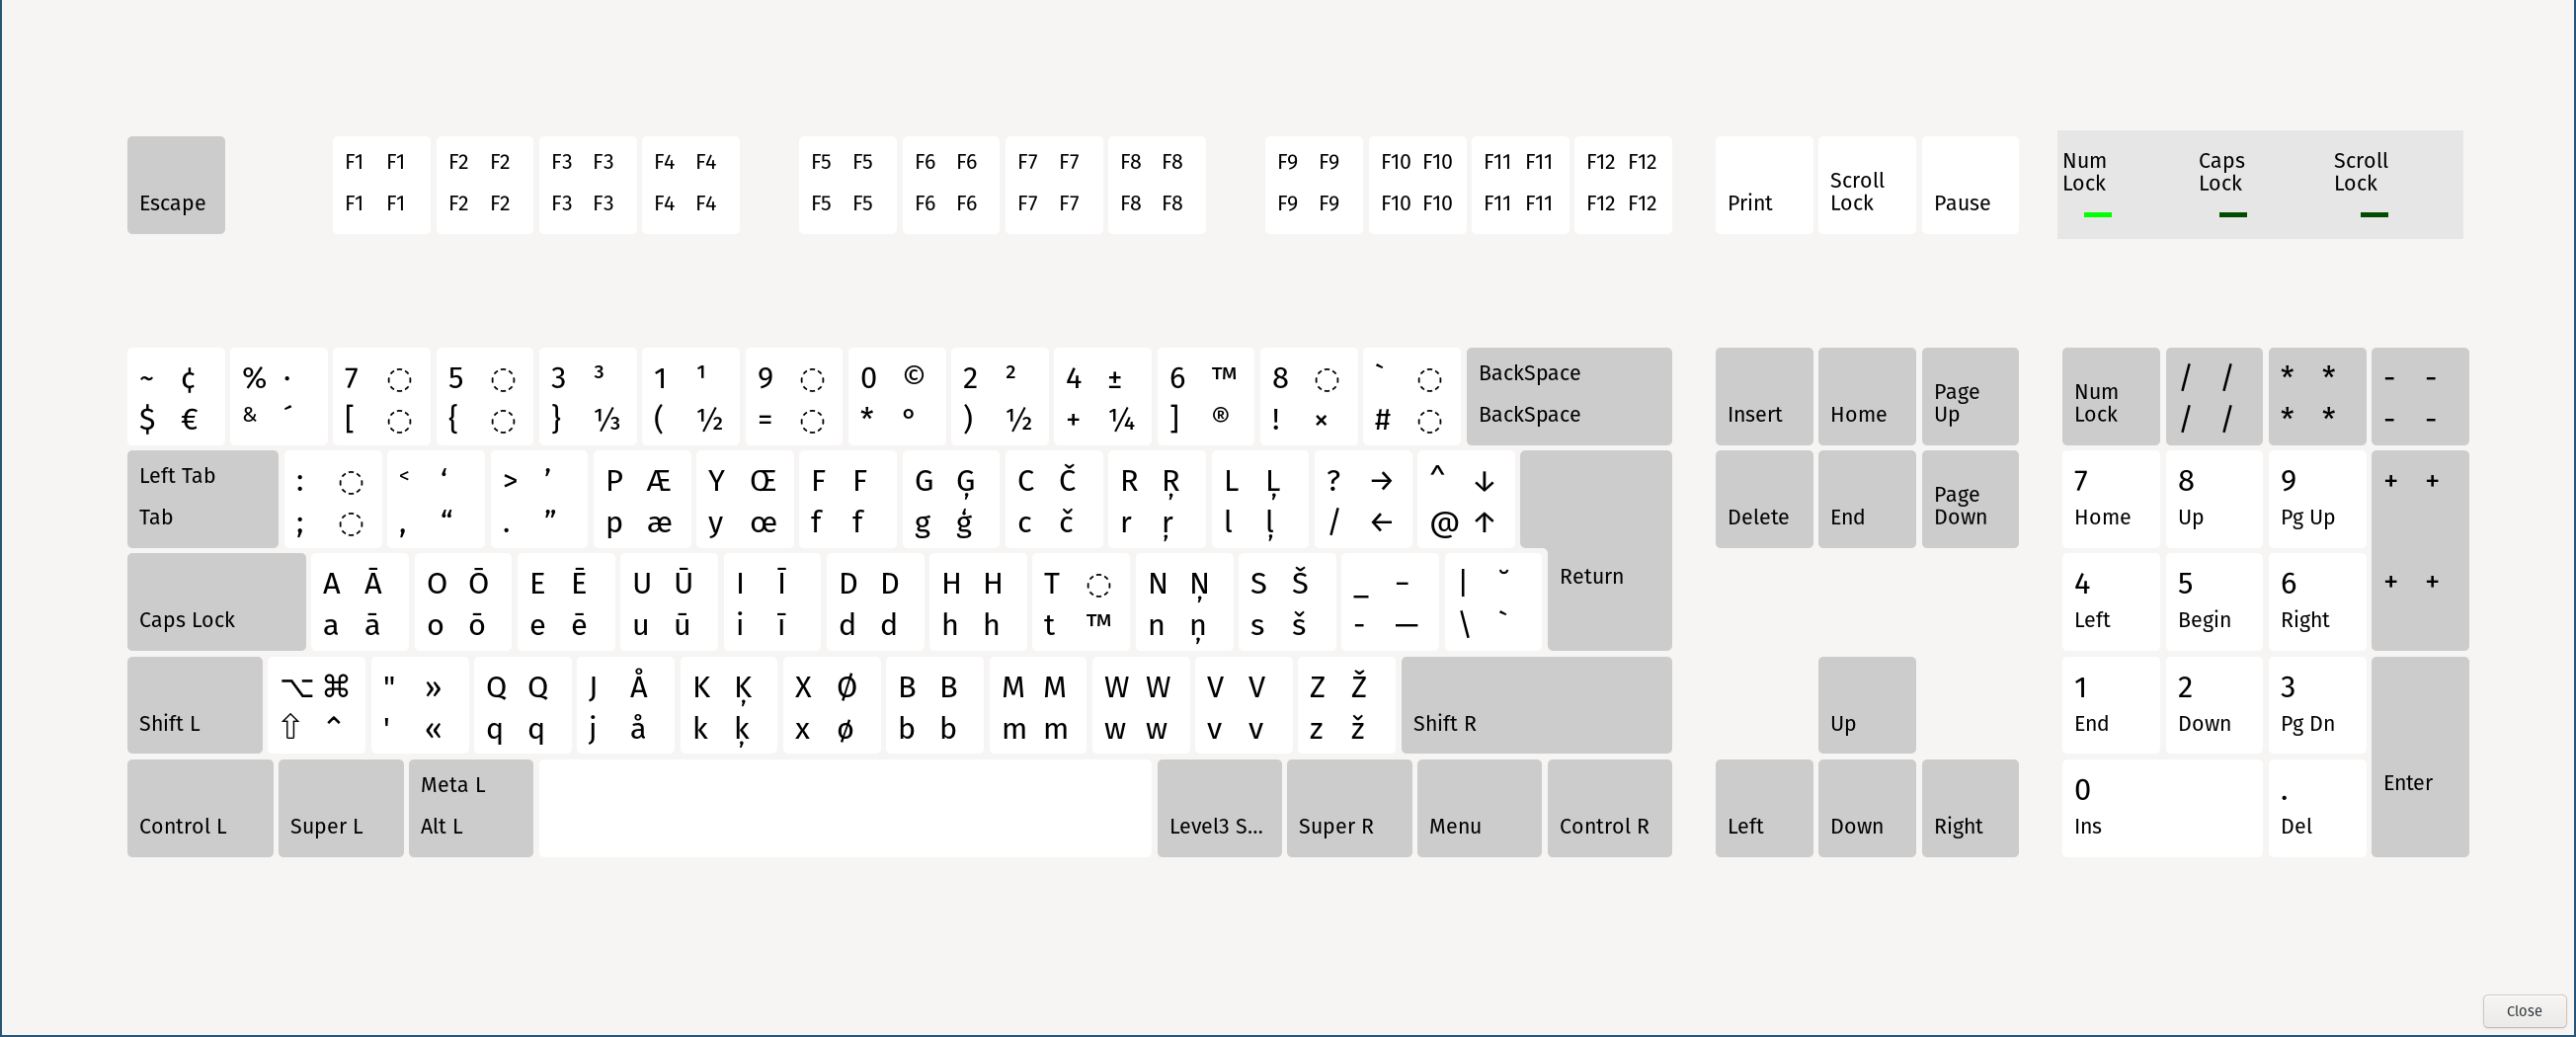 F1 F1 F2 F2 F3 F3 F4 F4 F5 F5 F6 F6 F7 F7 F8 F8 F9 F9 F10 F10 F11 F11 F12 F12 Scroll Num Caps Scroll
Escape F1 F1 F2 F2 F3 F3 F4 F4 F5 F5 F6 F6 F7 F7 F8 F8 F9 F9 F10 F10 F11 F11 F12 F12 Print Lock Pause Lock Lock Lock
~ ¢ % · 7 ◌ 5 ◌ 3 ³ 1 ¹ 9 ◌ 0 © 2 ² 4 ± 6 ™ 8 ◌ ` ◌ BackSpace Page Num / / * * - -
$ € & ´ [ ◌ { ◌ } ⅓ ( ½ = ◌ * ° ) ½ + ¼ ] ® ! × # ◌ BackSpace Insert Home Up Lock / / * * - -
Left Tab : ◌ < ‘ > ’ P Æ Y Œ F F G Ģ C Č R Ŗ L Ļ ? → ^ ↓ Page 7 8 9 + +
Tab ; ◌ , “ . ” p æ y œ f f g ģ c č r ŗ l ļ / ← @ ↑ Delete End Down Home Up Pg Up
A Ā O Ō E Ē U Ū I Ī D D H H T ◌ N Ņ S Š _ - | ˘ Return 4 5 6 + +
Caps Lock a ā o ō e ē u ū i ī d d h h t ™ n ņ s š - — \ ` Left Begin Right
⌥ ⌘ " » Q Q J Å K Ķ X Ø B B M M W W V V Z Ž 1 2 3
Shift L ⇧ ^ ' « q q j å k ķ x ø b b m m w w v v z ž Shift R Up End Down Pg Dn
Meta L 0 . Enter
Control L Super L Alt L Level3 S... Super R Menu Control R Left Down Right Ins Del
Close